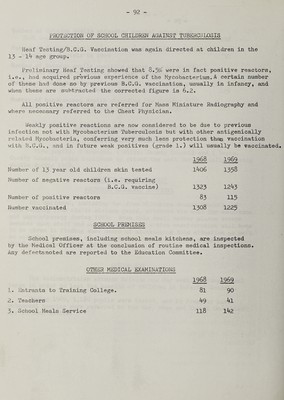 - 92 -
PROTECTION OF SCHOOL CHILDREN AGAINST TUBERCULOSIS
Heaf Testing/B.C.G. Vaccination was again directed at children in the
13 - 14 age group.
Preliminary Heaf Testing showed that 8.5% were in fact positive reactors,
i.e., had acquired previous experience of the Mycobacterium. A certain number
of these had done so by previous B.C.G. vaccination, usually in infancy, and
when these are subtracted the corrected figure is 6.2.
All positive reactors are referred for Mass Miniature Radiography and
where necessary referred to the Chest Physician.
Weakly positive reactions are now considered to be due to previous
infection not with Mycobacterium Tuberculosis but with other antigenically
related Mycobacteria, conferring very much less protection than vaccination
with B.C.G., and in future weak positives (grade 1.) will usually be vaccinated.
1968 1969
Number of 13 year old children skin tested 1406 1358
Number of negative reactors (i.e. requiring
B.C.G. vaccine) 1323 1243
Number of positive reactors 83 115
Number vaccinated 1308 1225
SCHOOL PREMISES
School premises, including school meals kitchens, are inspected
by the Medical Officer at the conclusion of routine medical inspections.
Any defects noted are reported to the Education Committee.
OTHER MEDICAL EXAMINATIONS
1968 1969
1. Entrants to Training College. 81 90
2. Teachers 49 41
3. School Meals Service 118 142